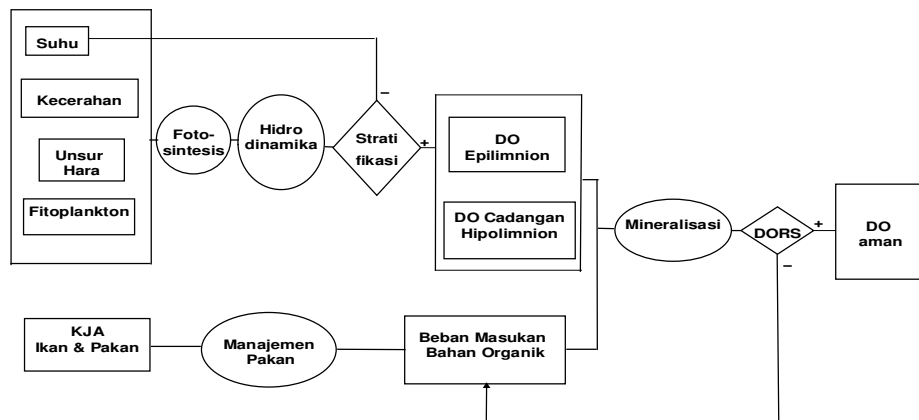 Suhu
Kecerahan
Unsur
Hara
Fitoplankton
Foto-
sintesis
Hidro
dinamika
–
Strati
fikasi
+
DO
Epilimnion
DO Cadangan
Hipolimnion
Mineralisasi
DORS
+
–
DO
aman
KJA
Ikan & Pakan
Manajemen
Pakan
Beban Masukan
Bahan Organik